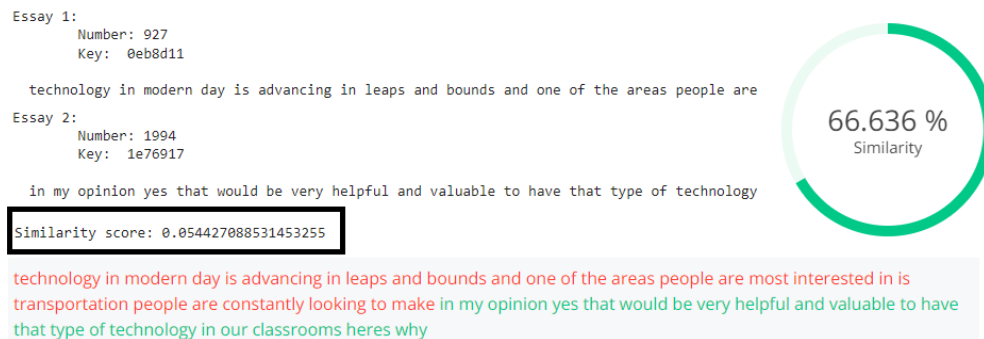 Essay 1:
Number: 927
Key: 0eb8d11
technology in modern day is advancing in leaps and bounds and one of the areas people are
Essay 2:
Number: 1994
Key: 1e76917
in my opinion yes that would be very helpful and valuable to have that type of technology
Similarity score: 0.054427088531453255
66.636 %
Similarity
technology in modern day is advancing in leaps and bounds and one of the areas people are most interested in is
transportation people are constantly looking to make in my opinion yes that would be very helpful and valuable to have
that type of technology in our classrooms heres why